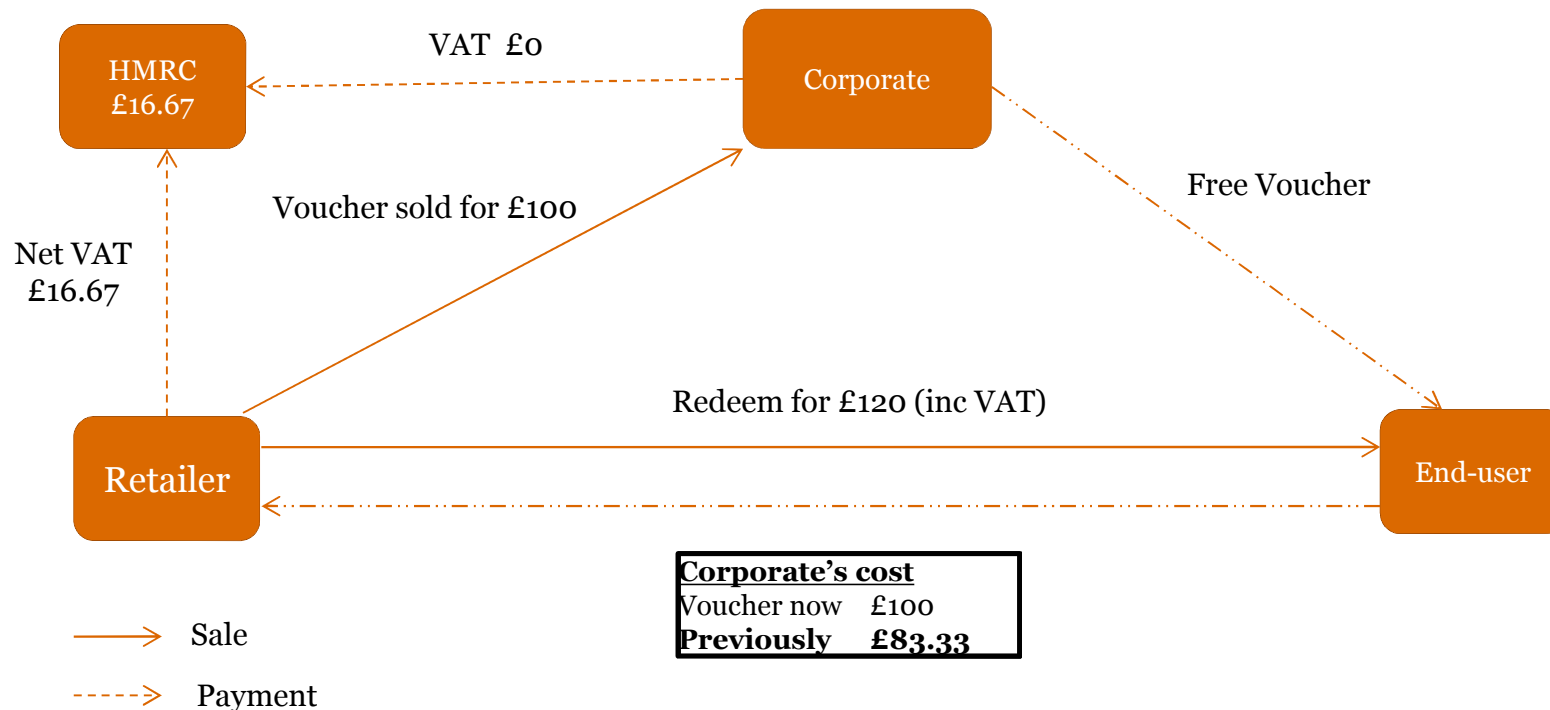 VAT £0
HMRC
£16.67
Corporate
Free Voucher
Voucher sold for £100
Net VAT
£16.67
Redeem for £120 (inc VAT)
Retailer
End-user
Corporate’s cost
Voucher now £100
Previously £83.33
Sale
Payment